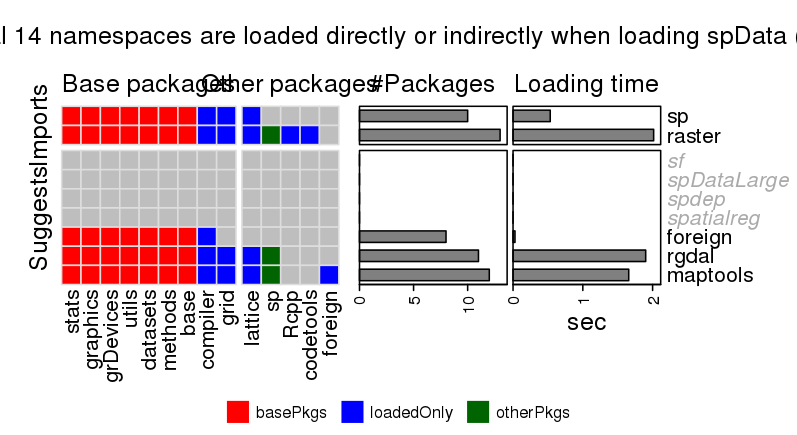 l 14 namespaces are loaded directly or indirectly when loading spData (
Base packages
Other packages
#Packages
Loading time
Imports
Suggests
sp
raster
sf
spDataLarge
spdep
spatialreg
foreign
rgdal
maptools
stats
graphics
grDevices
utils
datasets
methods
base
compiler
grid
lattice
sp
Rcpp
codetools
foreign
0 5 10
0 1 2
sec
basePkgs loadedOnly otherPkgs